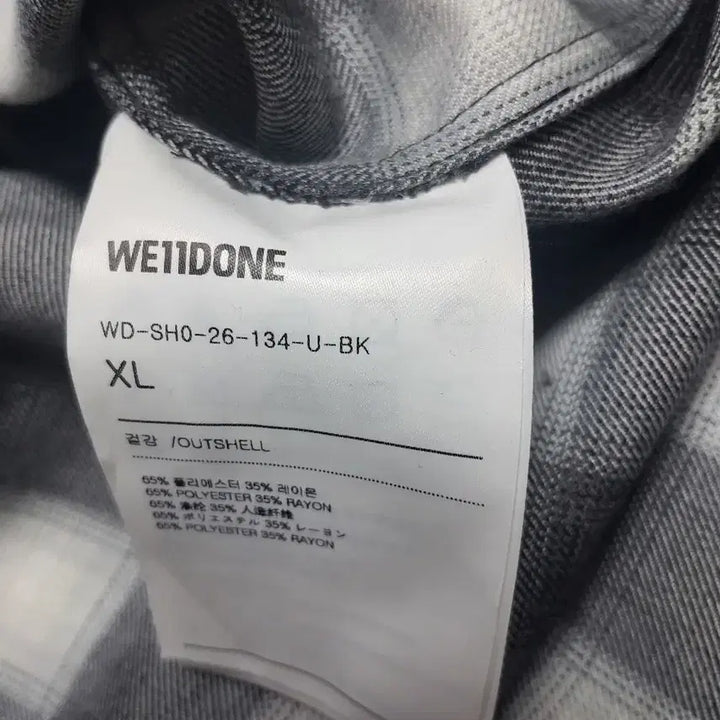 WE11DONE
WD-SH0-26-134-U-BK
XL
겉감 /OUTSHELL
65% 폴리에스터 35% 레이온
65% POLYESTER 35% RAYON
65% 涤纶 35% 人造纤维
65% ポリエステル 35% レーヨン
65% POLYESTER 35% RAYON